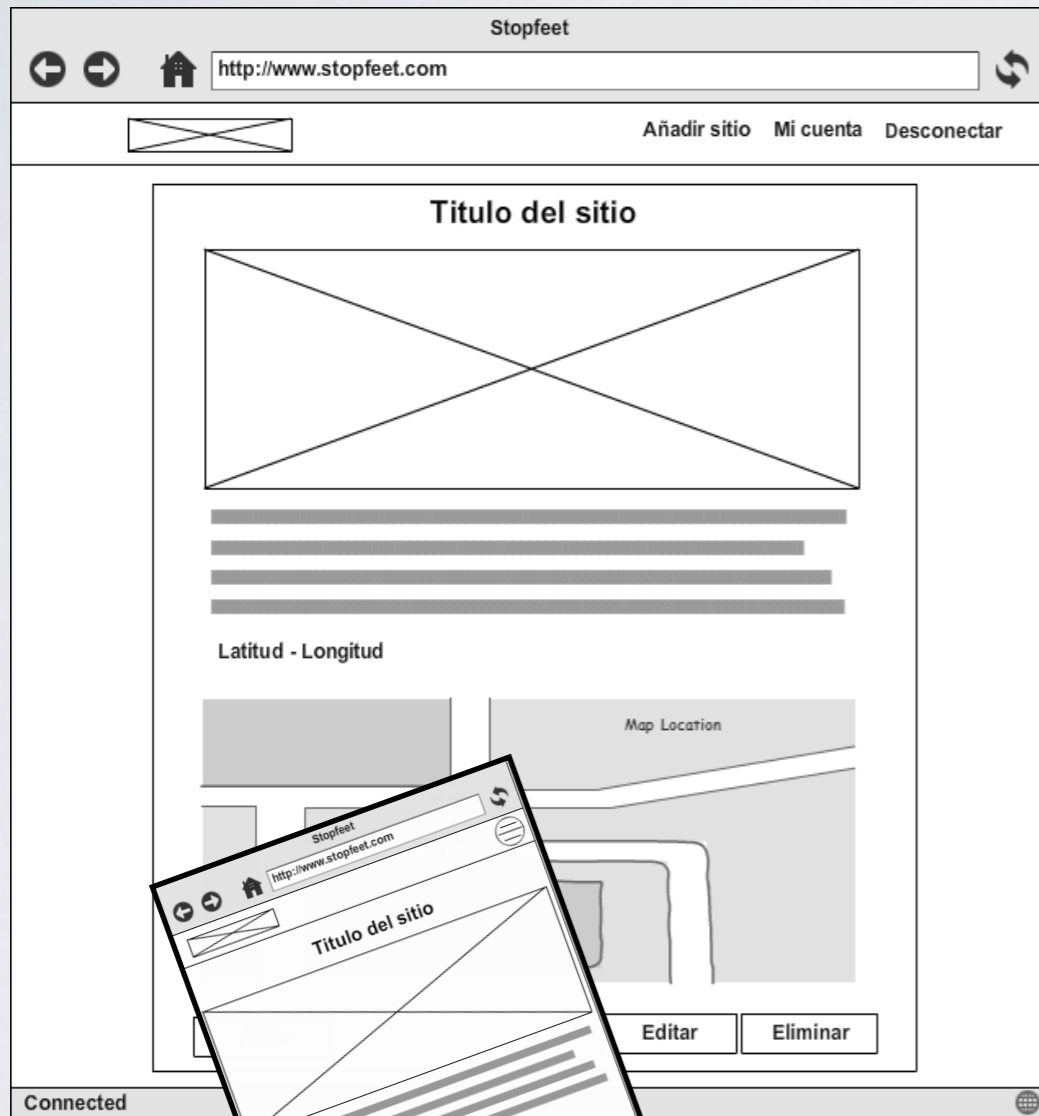 Stopfeet
http://www.stopfeet.com
Añadir sitio Mi cuenta Desconectar
Titulo del sitio
Latitud - Longitud
Map Location
Stopfeet
http://www.stopfeet.com
Titulo del sitio
Editar Eliminar
Connected